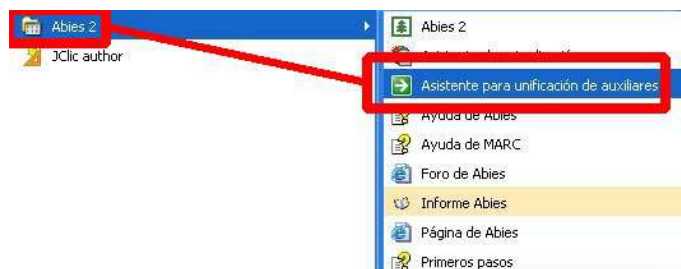 Abies 2
JClic author
Abies 2
Asistente para unificación de auxiliares
Ayuda de Abies
Ayuda de MARC
Foro de Abies
Informe Abies
Página de Abies
Primeros pasos